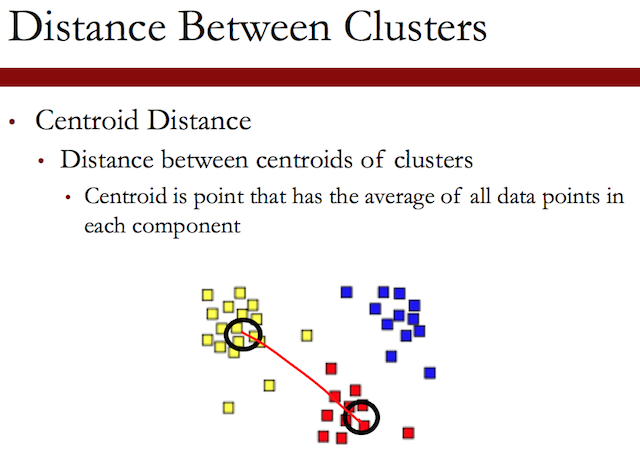 Distance Between Clusters
• Centroid Distance
• Distance between centroids of clusters
• Centroid is point that has the average of all data points in
each component